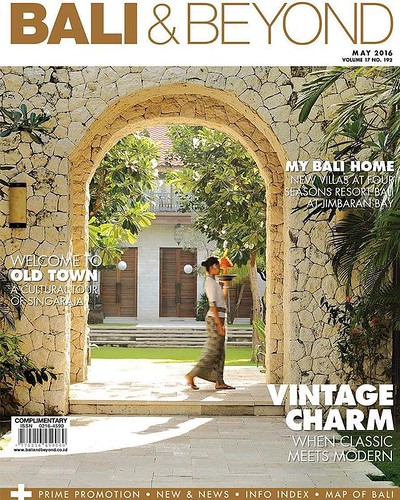 BALI & BEYOND
MAY 2016
VOLUME 17 NO. 192
MY BALI HOME
NEW VILLAS AT FOUR
SEASONS RESORT BALI
AT JIMBARAN BAY
WELCOME TO
OLD TOWN
A CULTURAL TOUR
OF SINGARAJA
VINTAGE
CHARM
WHEN CLASSIC
MEETS MODERN
COMPLIMENTARY
ISSN 0216-4590
www.baliandbeyond.co.id
+ PRIME PROMOTION • NEW & NEWS • INFO INDEX • MAP OF BALI